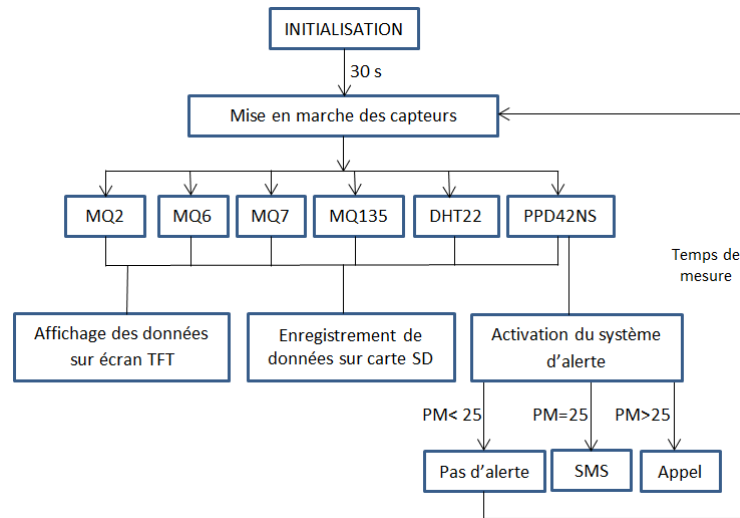 INITIALISATION
30 s
Mise en marche des capteurs
MQ2
MQ6
MQ7
MQ135
DHT22
PPD42NS
Temps de
mesure
Affichage des données
sur écran TFT
Enregistrement de
données sur carte SD
Activation du système
d'alerte
PM< 25
PM=25
PM>25
Pas d'alerte
SMS
Appel